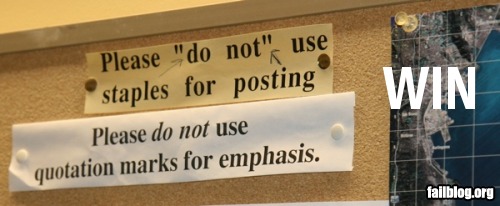 Please "do not" use
staples for posting
Please do not use
quotation marks for emphasis.
WIN
failblog.org